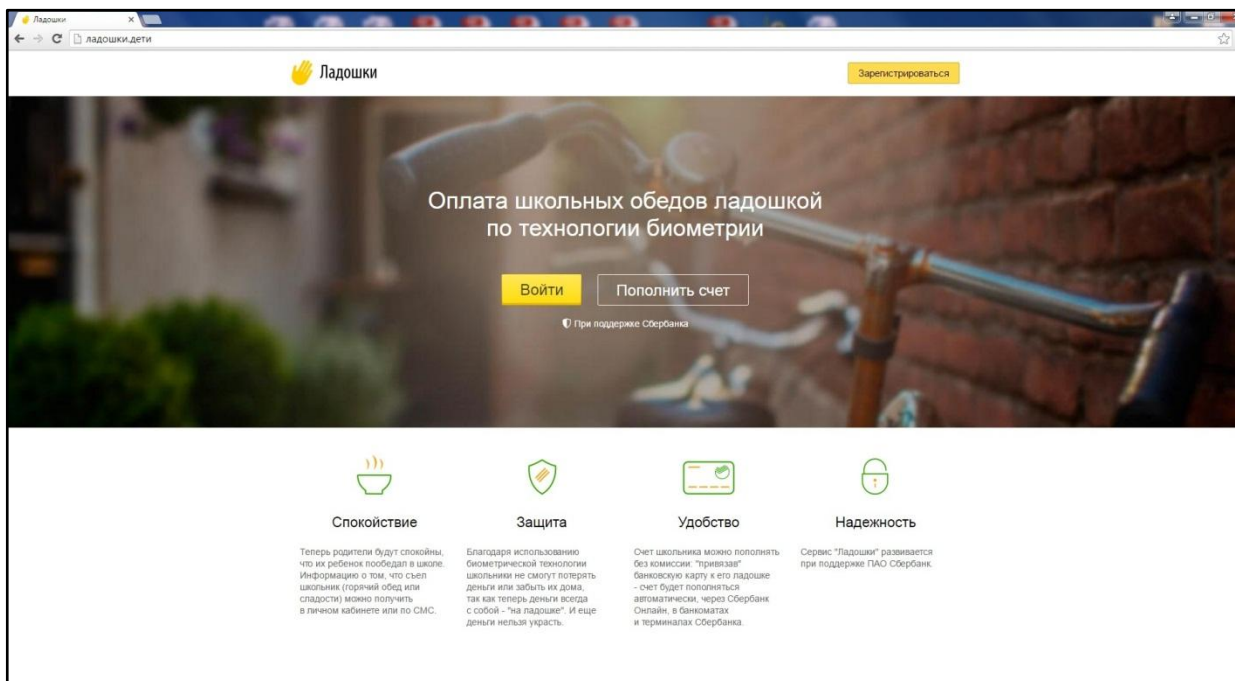 Ладошки
ладошки.дети
Ладошки
Зарегистрироваться
Оплата школьных обедов ладошкой
по технологии биометрии
Войти
Пополнить счет
При поддержке Сбербанка
Спокойствие
Теперь родители будут спокойны,
что их ребенок пообедал в школе.
Информацию о том, что съел
школьник (горячий обед или
сладости) можно получить
в личном кабинете или по СМС.
Защита
Благодаря использованию
биометрической технологии
школьники не смогут потерять
деньги или забыть их дома,
так как теперь деньги всегда
с собой - "на ладошке". И еще
деньги нельзя украсть.
Удобство
Счет школьника можно пополнять
без комиссии: "привязав"
банковскую карту к его ладошке
- счет будет пополняться
автоматически, через Сбербанк
Онлайн, в банкоматах
и терминалах Сбербанка.
Надежность
Сервис "Ладошки" развивается
при поддержке ПАО Сбербанк.